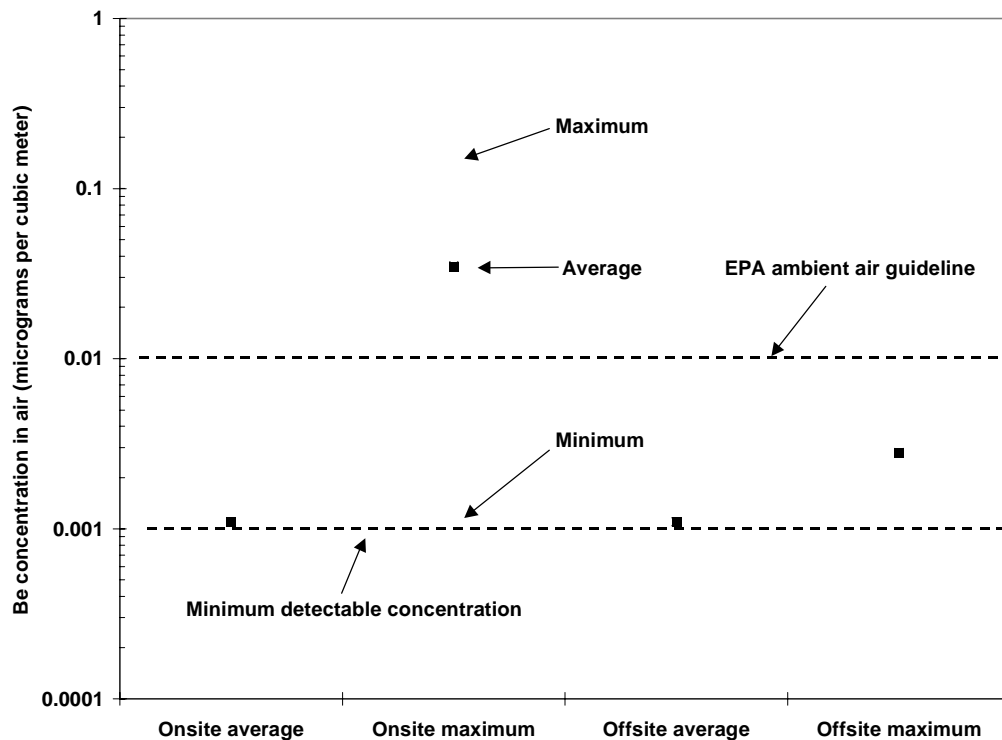 1
Maximum
0.1
Average
EPA ambient air guideline
0.01
Minimum
0.001
Minimum detectable concentration
0.0001
Be concentration in air (micrograms per cubic meter)
Onsite average
Onsite maximum
Offsite average
Offsite maximum